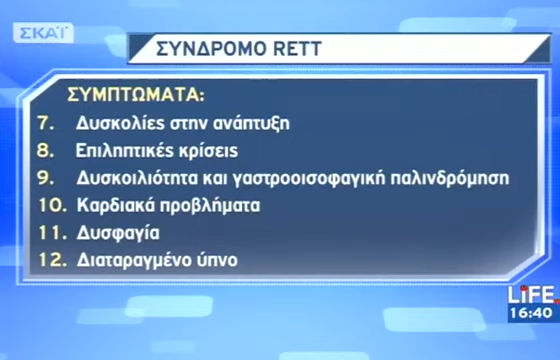 ΣΚΑΪ
ΣΥΝΔΡΟΜΟ RETT
ΣΥΜΠΤΩΜΑΤΑ:
7. Δυσκολίες στην ανάπτυξη
8. Επιληπτικές κρίσεις
9. Δυσκοιλιότητα και γαστροοισοφαγική παλινδρόμηση
10. Καρδιακά προβλήματα
11. Δυσφαγία
12. Διαταραγμένο ύπνο
LiFE
16:40